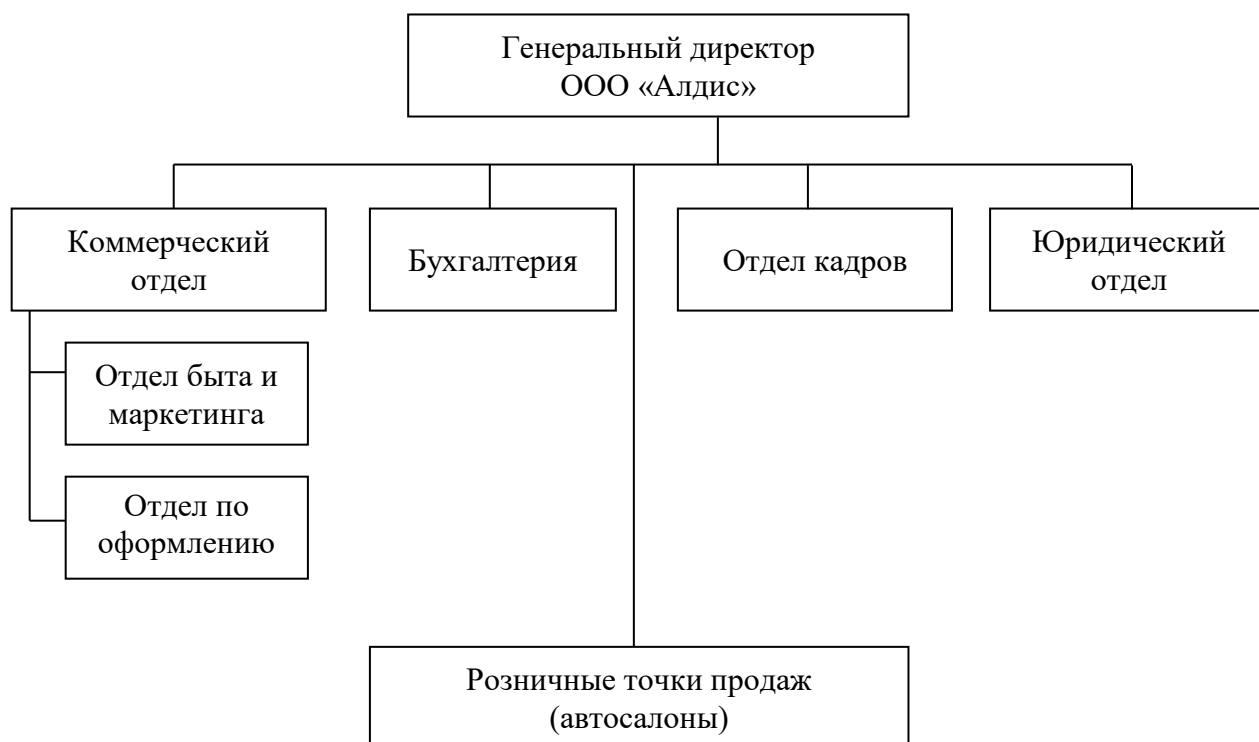 Генеральный директор
ООО «Алдис»
Коммерческий
отдел
Бухгалтерия
Отдел кадров
Юридический
отдел
Отдел быта и
маркетинга
Отдел по
оформлению
Розничные точки продаж
(автосалоны)